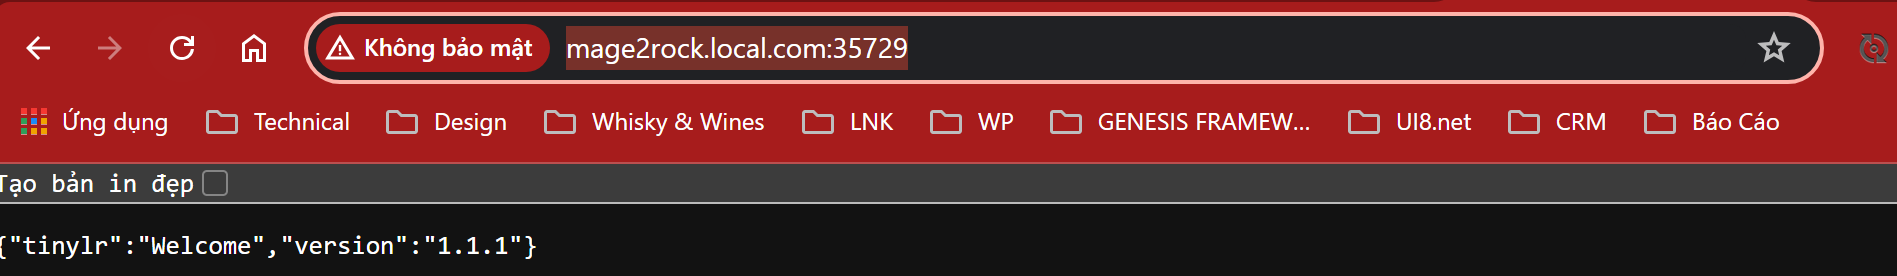 Không bảo mật mage2rock.local.com:35729
Ứng dụng Technical Design Whisky & Wines LNK WP GENESIS FRAMEW... UI8.net CRM Báo Cáo
Tạo bản in đẹp
{"tinylr":"Welcome","version":"1.1.1"}